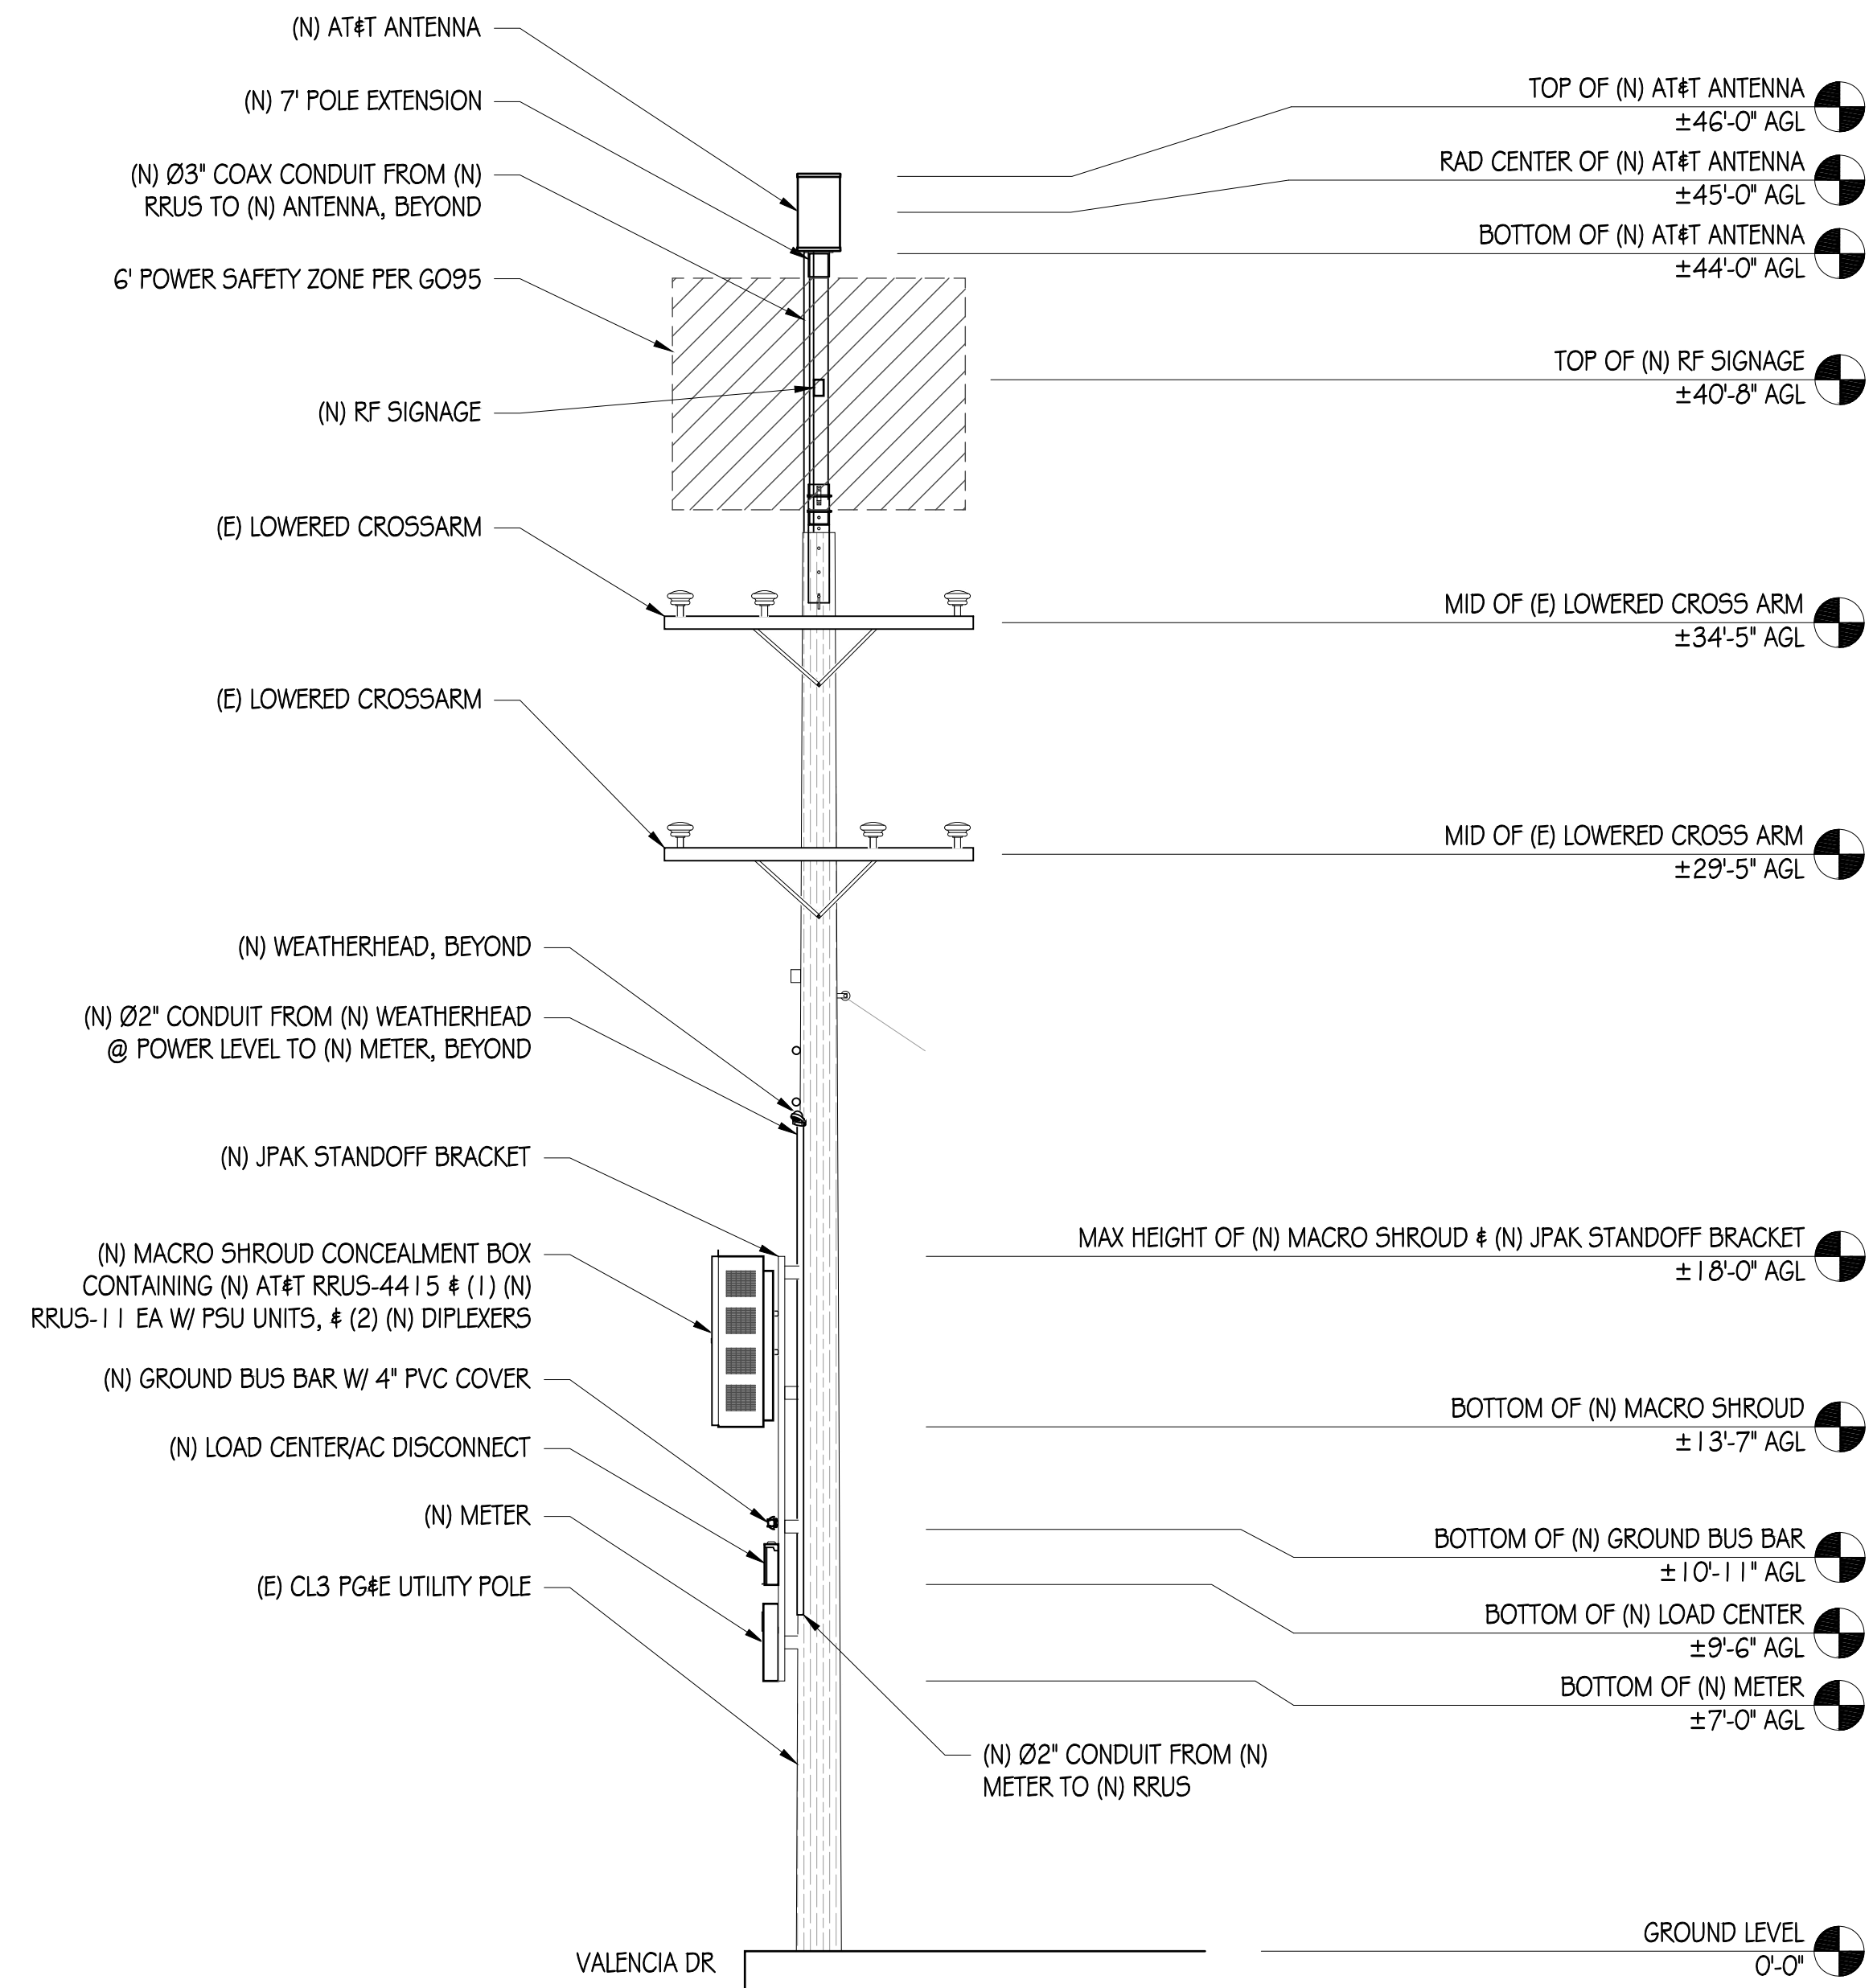 (N) AT&T ANTENNA
(N) 7' POLE EXTENSION
(N) Ø3" COAX CONDUIT FROM (N)
RRUS TO (N) ANTENNA, BEYOND
6' POWER SAFETY ZONE PER GO95
(N) RF SIGNAGE
(E) LOWERED CROSSARM
(E) LOWERED CROSSARM
(N) WEATHERHEAD, BEYOND
(N) Ø2" CONDUIT FROM (N) WEATHERHEAD
@ POWER LEVEL TO (N) METER, BEYOND
(N) JPAK STANDOFF BRACKET
(N) MACRO SHROUD CONCEALMENT BOX
CONTAINING (N) AT&T RRUS-4415 & (1) (N)
RRUS-11 EA W/ PSU UNITS, & (2) (N) DIPLEXERS
(N) GROUND BUS BAR W/ 4" PVC COVER
(N) LOAD CENTER/AC DISCONNECT
(N) METER
(E) CL3 PG&E UTILITY POLE
VALENCIA DR
(N) Ø2" CONDUIT FROM (N)
METER TO (N) RRUS
TOP OF (N) AT&T ANTENNA
±46'-0" AGL
RAD CENTER OF (N) AT&T ANTENNA
±45'-0" AGL
BOTTOM OF (N) AT&T ANTENNA
±44'-0" AGL
TOP OF (N) RF SIGNAGE
±40'-8" AGL
MID OF (E) LOWERED CROSS ARM
±34'-5" AGL
MID OF (E) LOWERED CROSS ARM
±29'-5" AGL
MAX HEIGHT OF (N) MACRO SHROUD & (N) JPAK STANDOFF BRACKET
±18'-0" AGL
BOTTOM OF (N) MACRO SHROUD
±13'-7" AGL
BOTTOM OF (N) GROUND BUS BAR
±10'-11" AGL
BOTTOM OF (N) LOAD CENTER
±9'-6" AGL
BOTTOM OF (N) METER
±7'-0" AGL
GROUND LEVEL
0'-0"